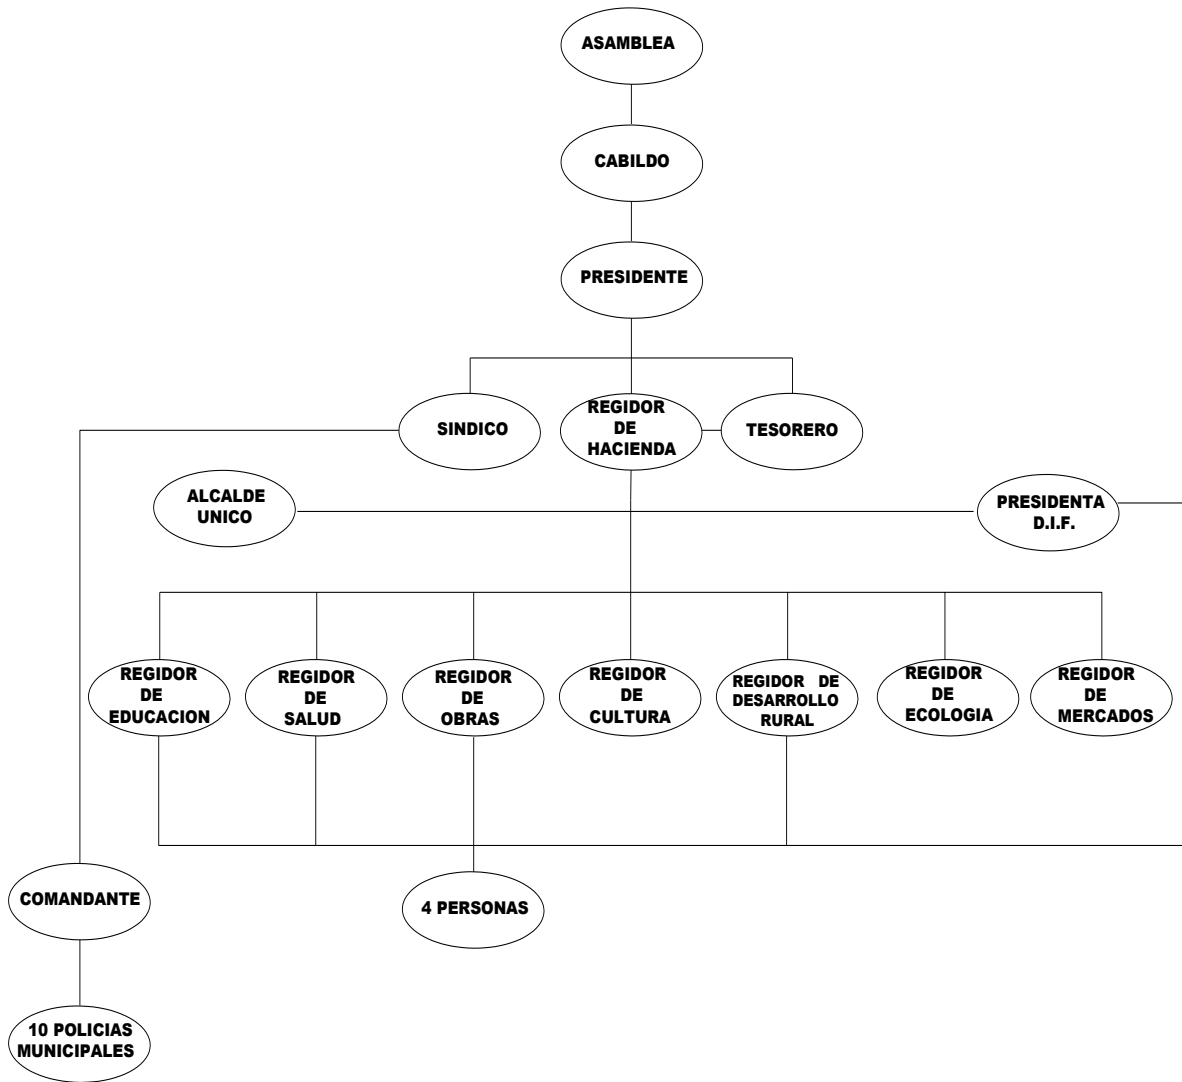 ASAMBLEA
CABILDO
PRESIDENTE
SINDICO
REGIDOR
DE
HACIENDA
TESORERO
ALCALDE
UNICO
PRESIDENTA
D.I.F.
REGIDOR
DE
EDUCACION
REGIDOR
DE
SALUD
REGIDOR
DE
OBRAS
REGIDOR
DE
CULTURA
REGIDOR DE
DESARROLLO
RURAL
REGIDOR
DE
ECOLOGIA
REGIDOR
DE
MERCADOS
COMANDANTE
4 PERSONAS
10 POLICIAS
MUNICIPALES